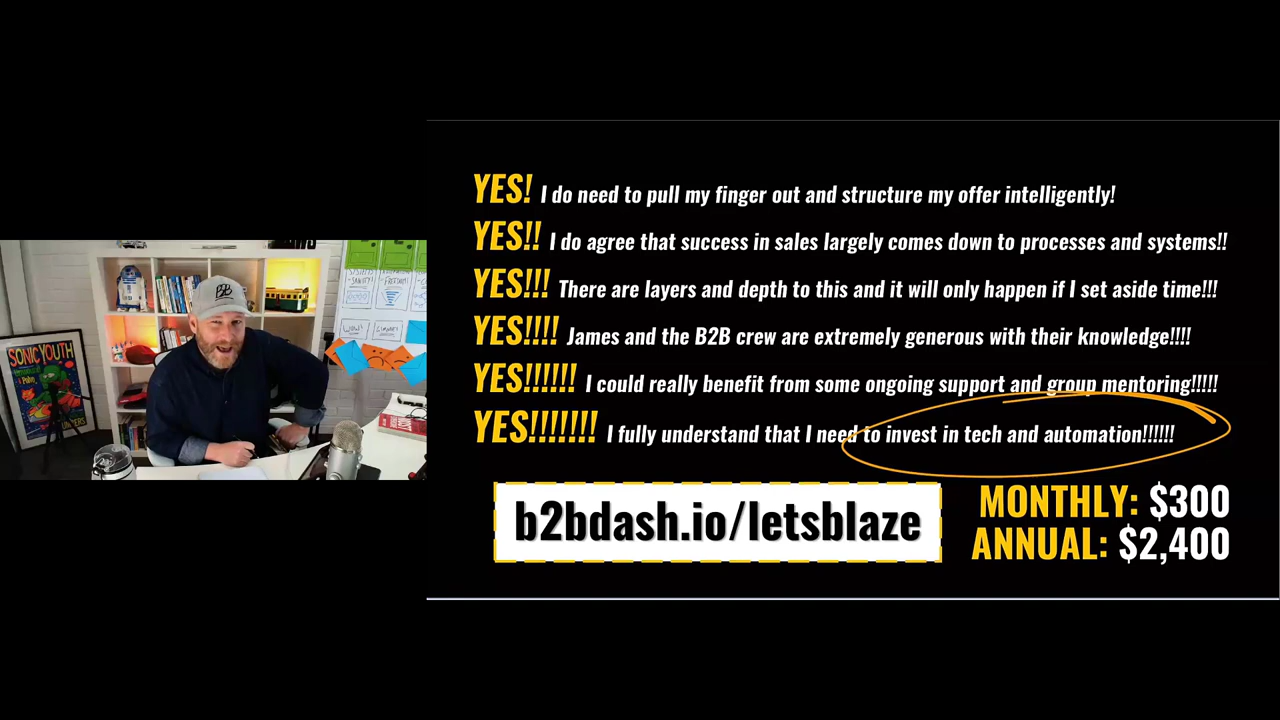 YES! I do need to pull my finger out and structure my offer intelligently!
YES!! I do agree that success in sales largely comes down to processes and systems!!
YES!!! There are layers and depth to this and it will only happen if I set aside time!!!
YES!!!! James and the B2B crew are extremely generous with their knowledge!!!!
YES!!!!!! I could really benefit from some ongoing support and group mentoring!!!!!
YES!!!!!!! I fully understand that I need to invest in tech and automation!!!!!!
b2bdash.io/letsblaze
MONTHLY: $300
ANNUAL: $2,400
BB
SONIC YOUTH